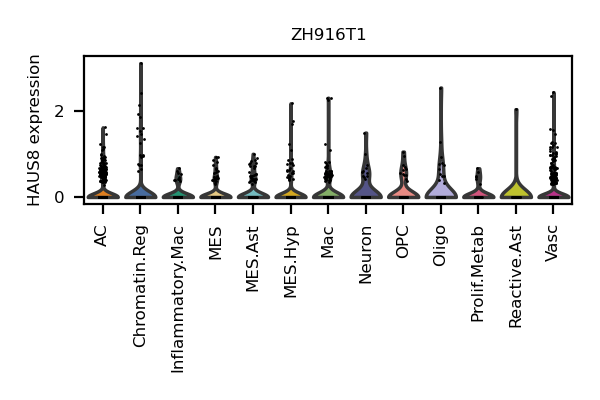 ZH916T1
HAUS8 expression
2
0
AC
Chromatin.Reg
Inflammatory.Mac
MES
MES.Ast
MES.Hyp
Mac
Neuron
OPC
Oligo
Prolif.Metab
Reactive.Ast
Vasc